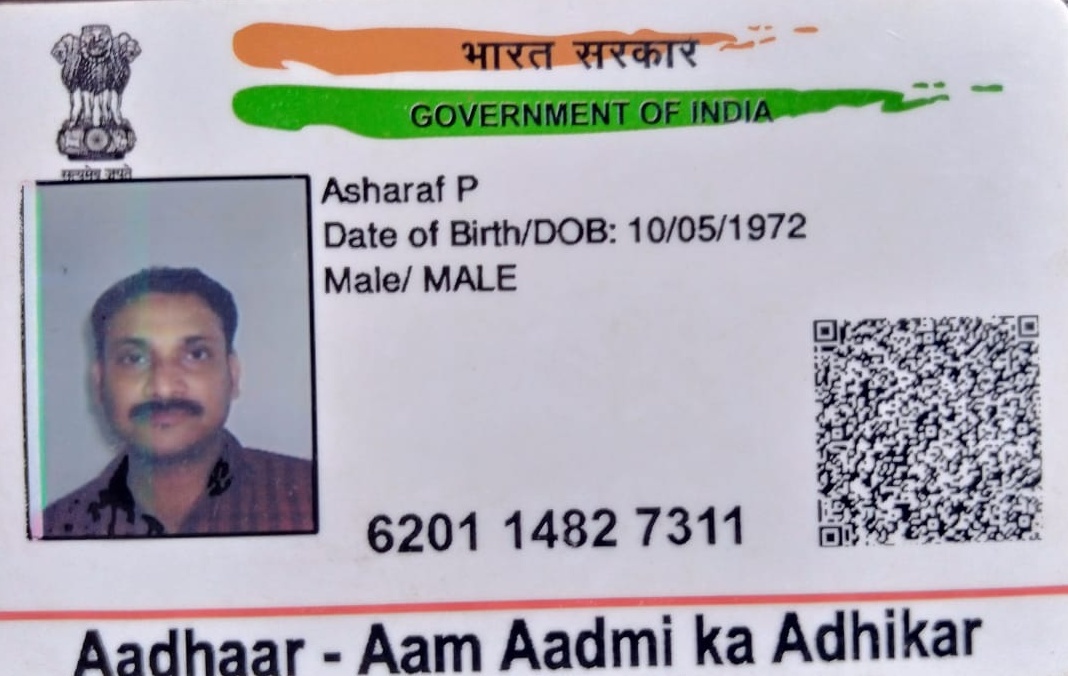 भारत सरकार
GOVERNMENT OF INDIA
सत्यमेव जयते
Asharaf P
Date of Birth/DOB: 10/05/1972
Male/ MALE
6201 1482 7311
Aadhaar - Aam Aadmi ka Adhikar